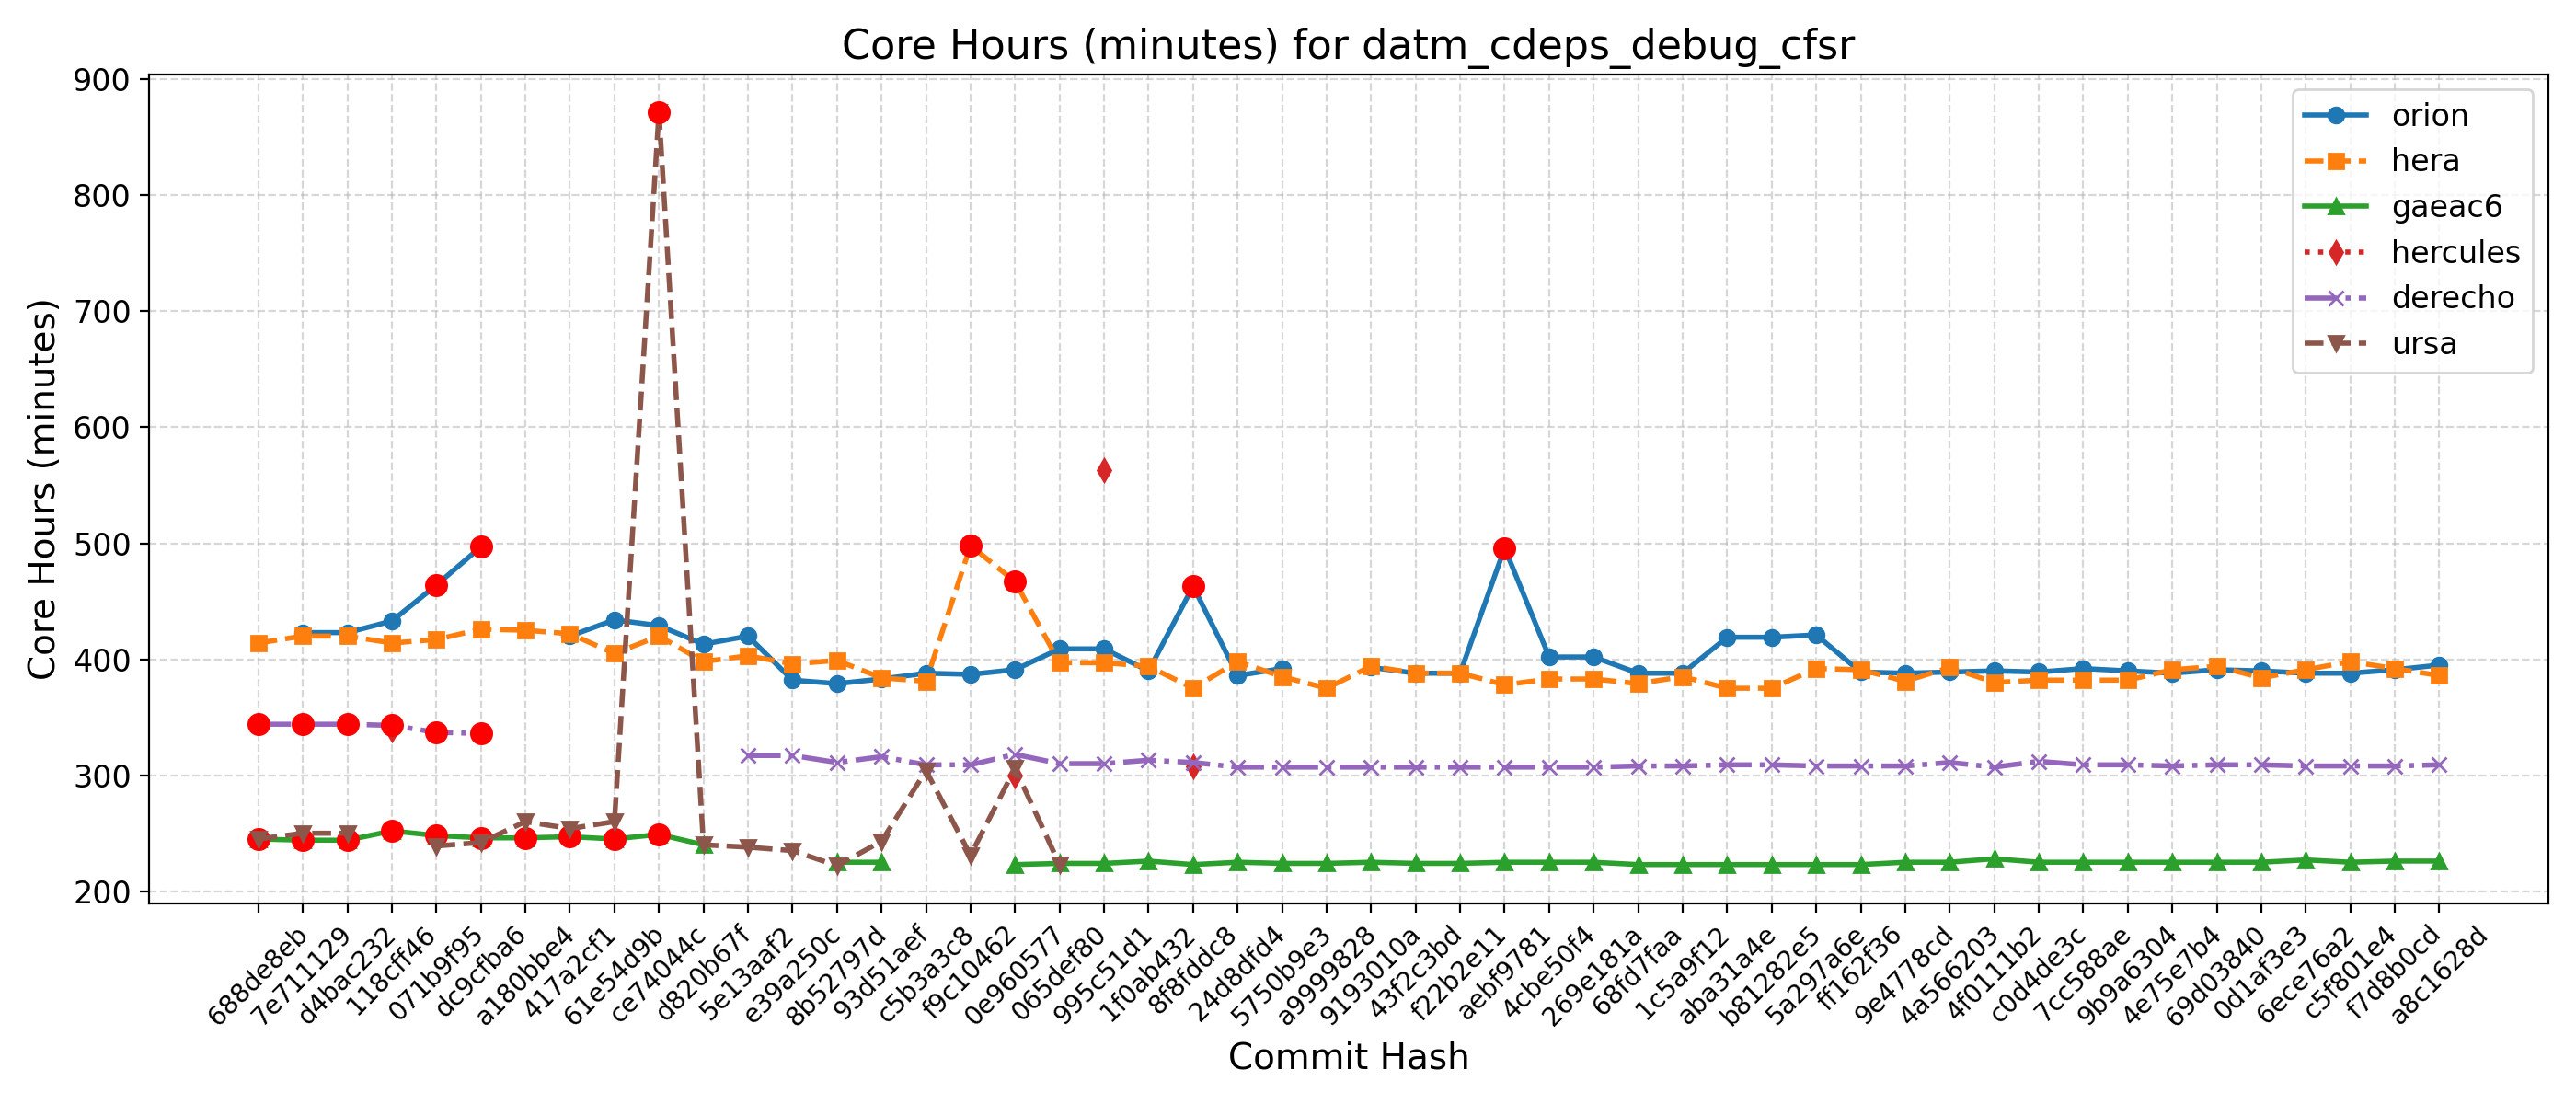 Core Hours (minutes) for datm_cdeps_debug_cfsr
Core Hours (minutes)
900
800
700
600
500
400
300
200
orion
hera
gaeac6
hercules
derecho
ursa
688de8eb
7e711129
d4bac232
118cff46
071b9f95
dc9cfba6
a180bbe4
417a2cf1
61e54d9b
ce74044c
d820b67f
5e13aaf2
e39a250c
8b52797d
93d51aef
c5b3a3c8
f9c10462
0e960577
065def80
995c51d1
1f0ab432
8f8fddc8
24d8dfd4
5750b9e3
a9999828
9193010a
43f2c3bd
f22b2e11
aebf9781
4cbe50f4
269e181a
68fd7faa
1c5a9f12
aba31a4e
b81282e5
5a297a6e
ff162f36
9e4778cd
4a566203
4f0111b2
c0d4de3c
7cc588ae
9b9a6304
4e75e7b4
69d03840
0d1af3e3
6ece76a2
c5f801e4
f7d8b0cd
a8c1628d
Commit Hash